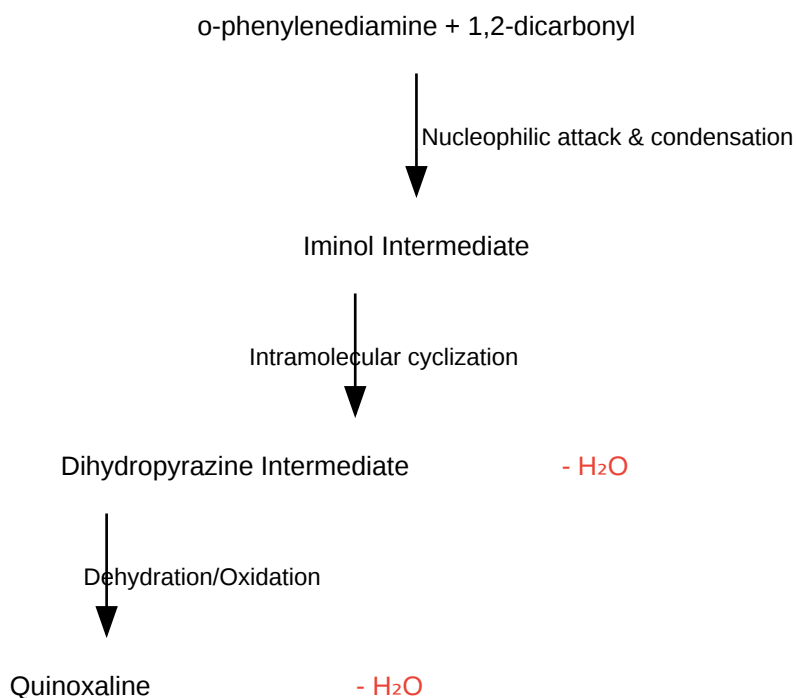 o-phenylenediamine + 1,2-dicarbonyl
Nucleophilic attack & condensation
Iminol Intermediate
Intramolecular cyclization
Dihydropyrazine Intermediate - H₂O
Dehydration/Oxidation
Quinoxaline - H₂O